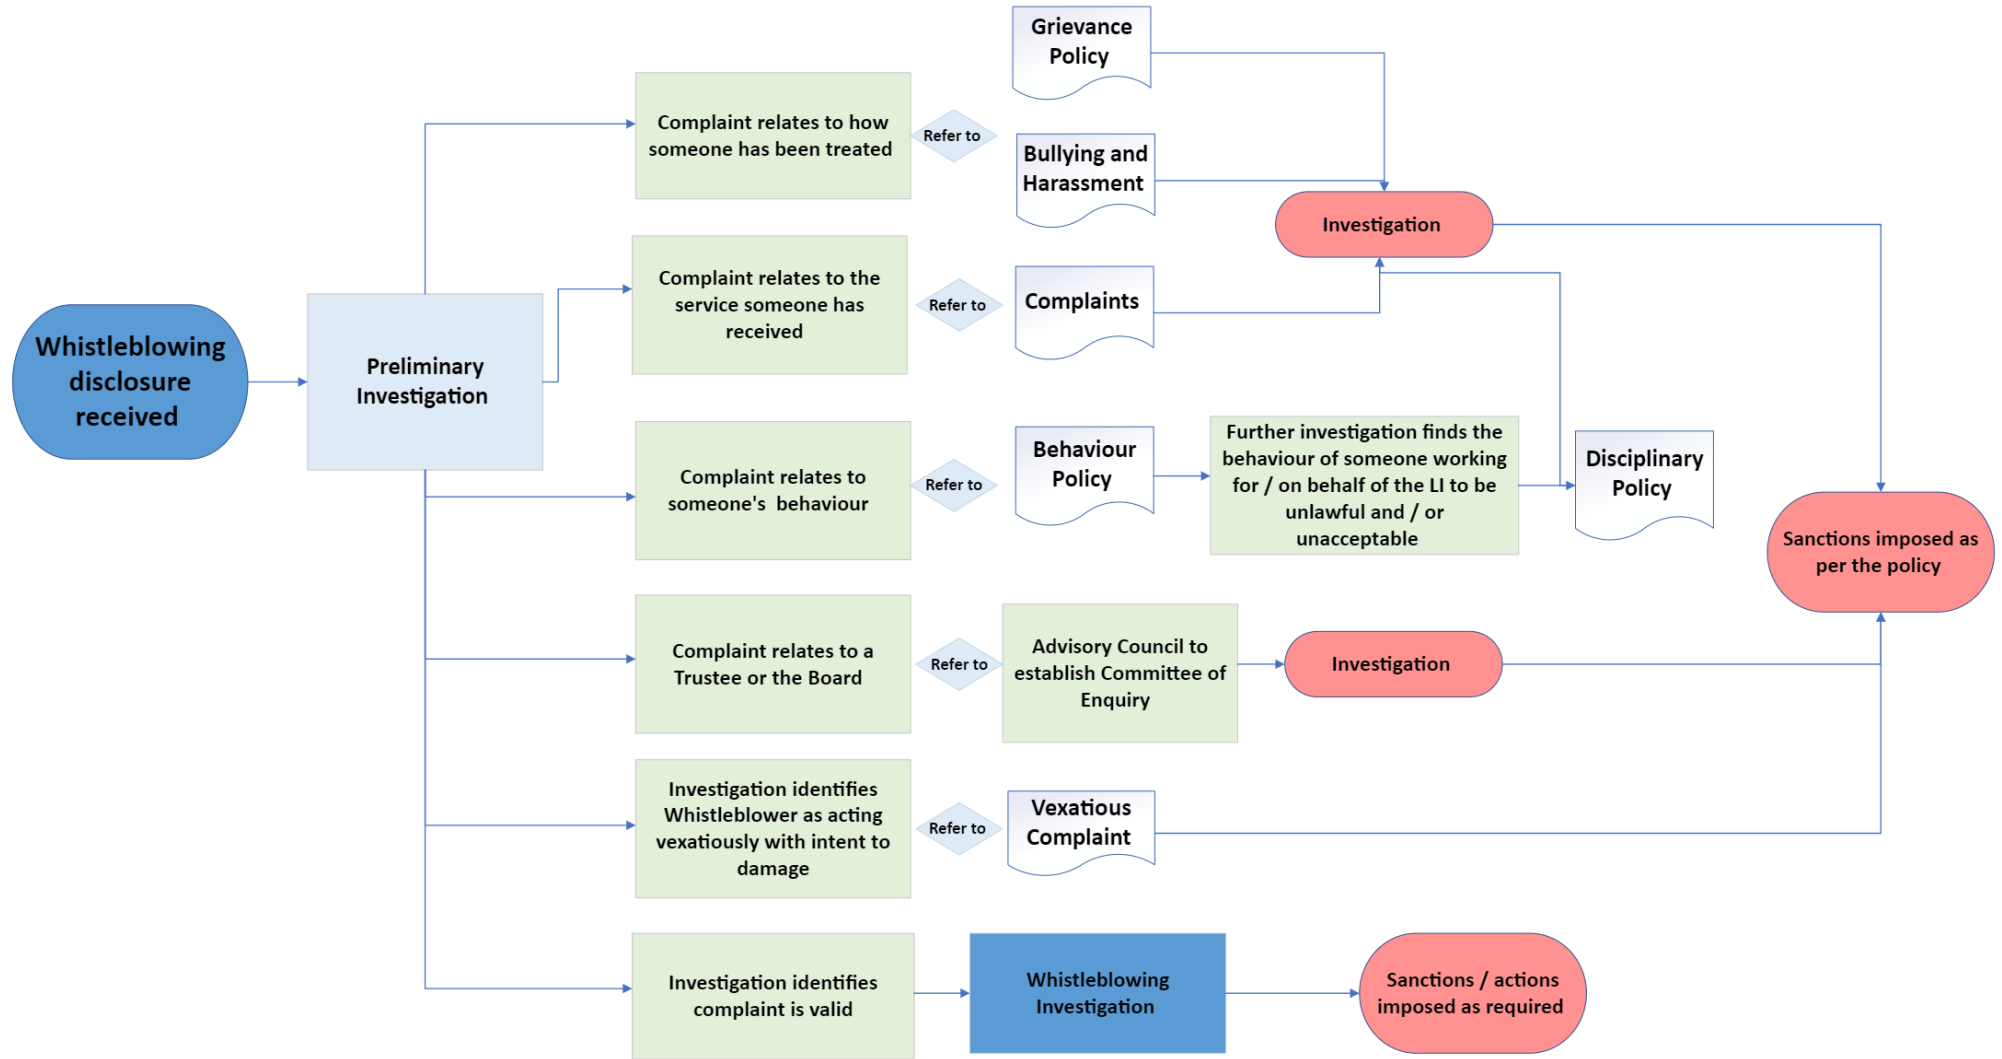 Whistleblowing
disclosure
received
Preliminary
Investigation
Complaint relates to how
someone has been treated
Refer to
Grievance
Policy
Bullying and
Harassment
Investigation
Complaint relates to the
service someone has
received
Refer to
Complaints
Complaint relates to
someone's behaviour
Refer to
Behaviour
Policy
Further investigation finds the
behaviour of someone working
for / on behalf of the LI to be
unlawful and / or
unacceptable
Disciplinary
Policy
Sanctions imposed as
per the policy
Complaint relates to a
Trustee or the Board
Refer to
Advisory Council to
establish Committee of
Enquiry
Investigation
Investigation identifies
Whistleblower as acting
vexatiously with intent to
damage
Refer to
Vexatious
Complaint
Investigation identifies
complaint is valid
Whistleblowing
Investigation
Sanctions / actions
imposed as required